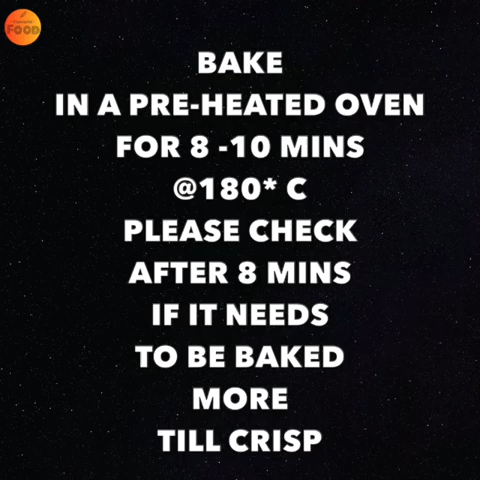 FOOD
BAKE
IN A PRE-HEATED OVEN
FOR 8 -10 MINS
@180* C
PLEASE CHECK
AFTER 8 MINS
IF IT NEEDS
TO BE BAKED
MORE
TILL CRISP